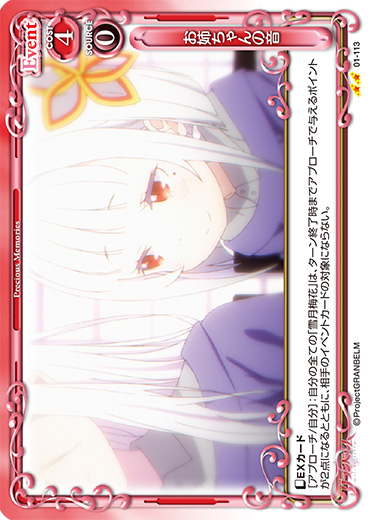 Event
COST
4
SOURCE
0
お姉ちゃんの音
01-113
Precious Memories
■EXカード
[アプローチ/自分]:自分の全ての「雪月梅花」は、ターン終了時までアプローチで与えるポイント
が2点になるとともに、相手のイベントカードの対象にならない。
©ProjectGRANBELM